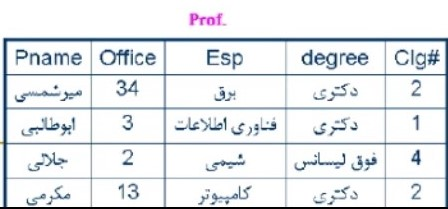 Prof.
Pname Office Esp degree Clg#
میرشمسی 34 برق دکتری 2
ابوطالبی 3 فناوری اطلاعات دکتری 1
جلالی 2 شیمی فوق لیسانس 4
مکرمی 13 کامپیوتر دکتری 2